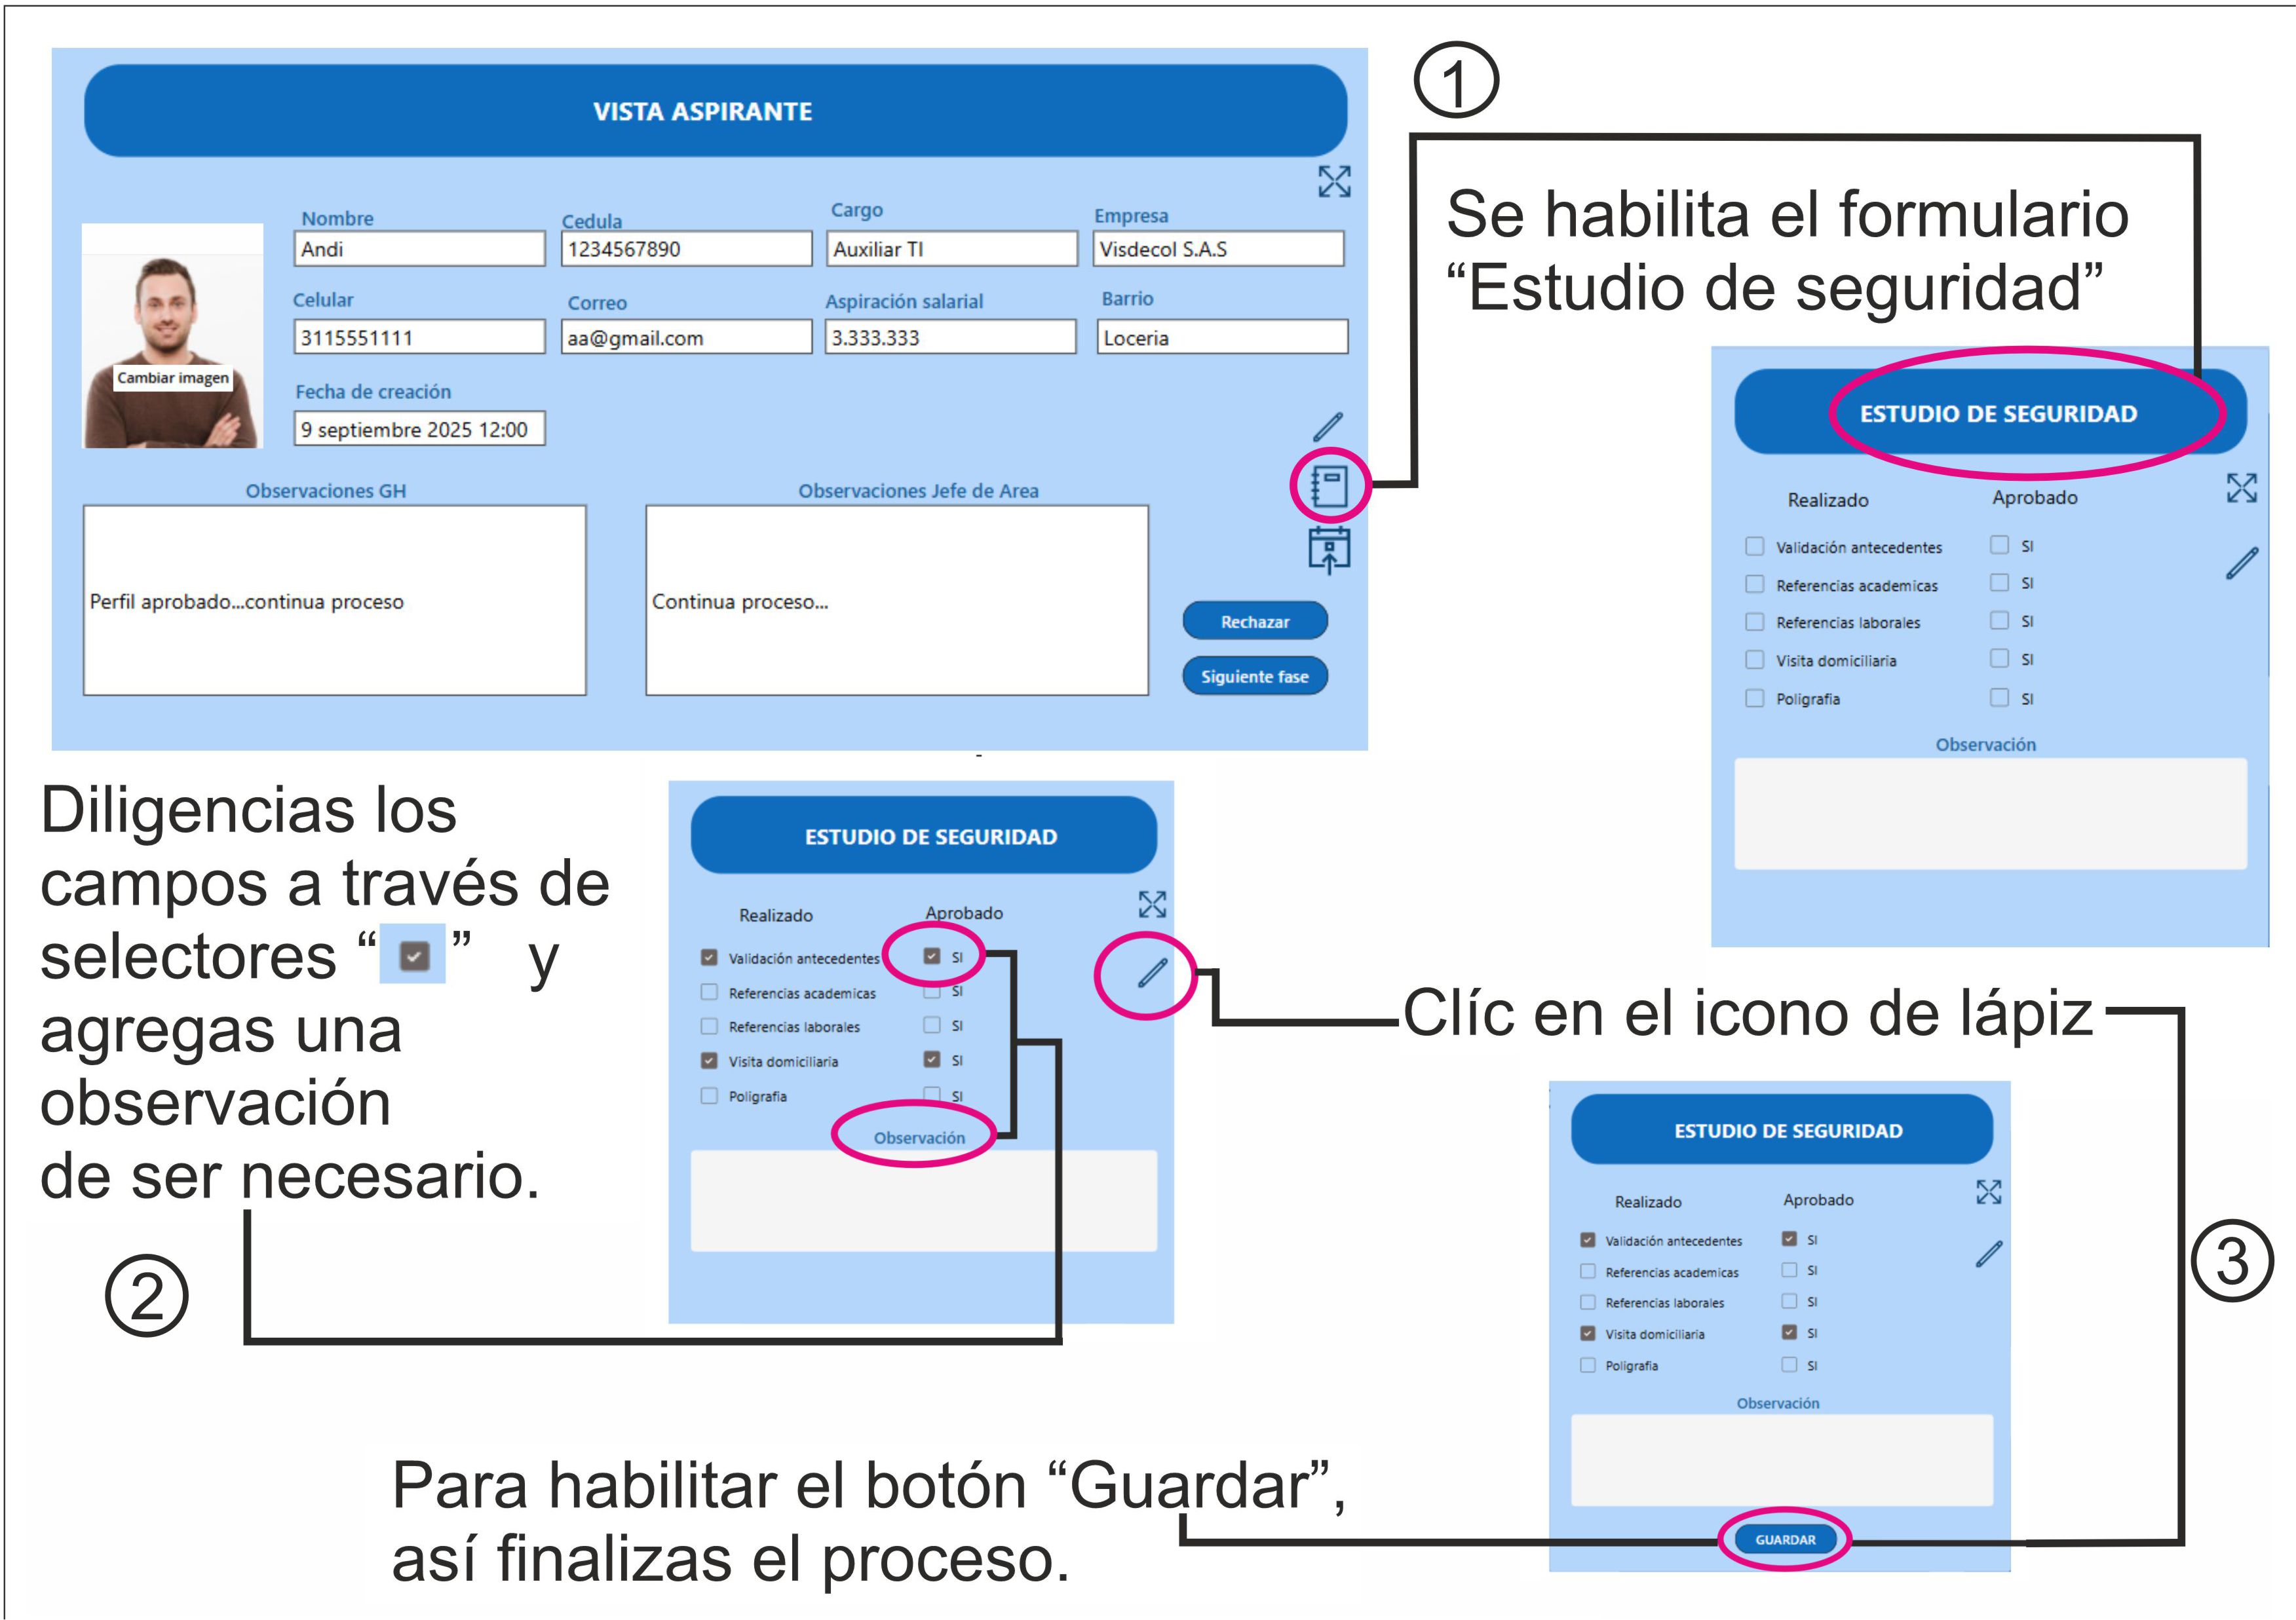 VISTA ASPIRANTE
Nombre
Cedula
Cargo
Empresa
Andi
1234567890
Auxiliar TI
Visdecol S.A.S
Celular
Correo
Aspiración salarial
Barrio
3115551111
aa@gmail.com
3.333.333
Loceria
Cambiar imagen
Fecha de creación
9 septiembre 2025 12:00
Observaciones GH
Observaciones Jefe de Area
Perfil aprobado...continua proceso
Continua proceso...
Rechazar
Siguiente fase
1
Se habilita el formulario
“Estudio de seguridad”
ESTUDIO DE SEGURIDAD
Realizado Aprobado
Validación antecedentes SI
Referencias academicas SI
Referencias laborales SI
Visita domiciliaria SI
Poligrafia SI
Observación
Diligencias los
campos a través de
selectores “ ” y
agregas una
observación
de ser necesario.
2
ESTUDIO DE SEGURIDAD
Realizado Aprobado
Validación antecedentes SI
Referencias academicas SI
Referencias laborales SI
Visita domiciliaria SI
Poligrafia SI
Observación
Clíc en el icono de lápiz
3
ESTUDIO DE SEGURIDAD
Realizado Aprobado
Validación antecedentes SI
Referencias academicas SI
Referencias laborales SI
Visita domiciliaria SI
Poligrafia SI
Observación
GUARDAR
Para habilitar el botón “Guardar”,
así finalizas el proceso.